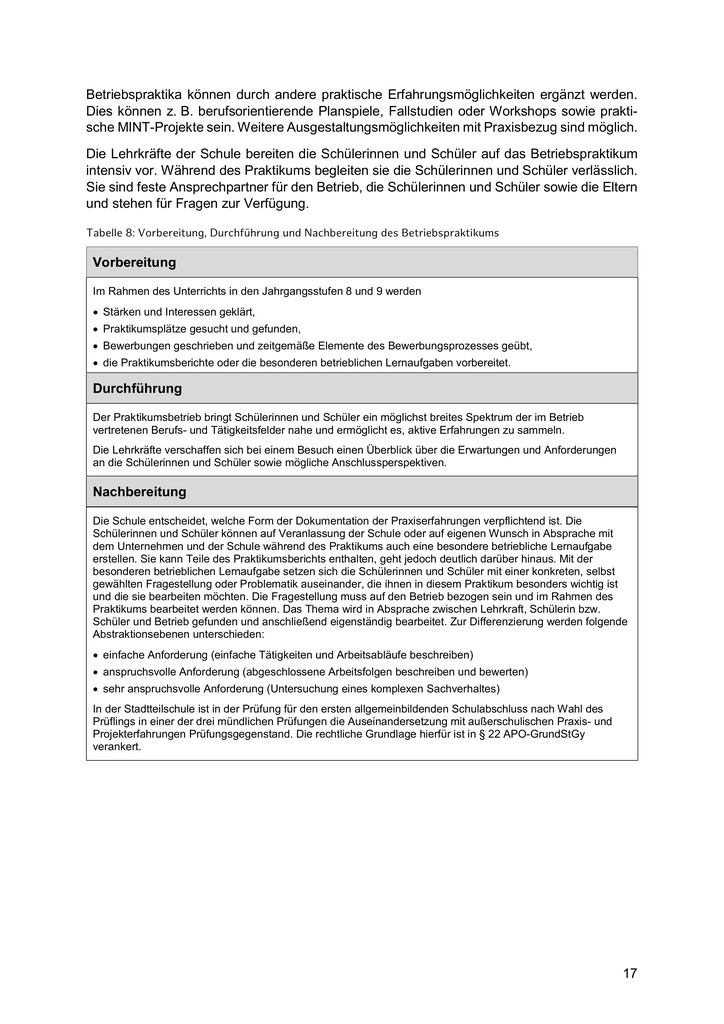 Betriebspraktika können durch andere praktische Erfahrungsmöglichkeiten ergänzt werden.
Dies können z. B. berufsorientierende Planspiele, Fallstudien oder Workshops sowie prakti-
sche MINT-Projekte sein. Weitere Ausgestaltungsmöglichkeiten mit Praxisbezug sind möglich.
Die Lehrkräfte der Schule bereiten die Schülerinnen und Schüler auf das Betriebspraktikum
intensiv vor. Während des Praktikums begleiten sie die Schülerinnen und Schüler verlässlich.
Sie sind feste Ansprechpartner für den Betrieb, die Schülerinnen und Schüler sowie die Eltern
und stehen für Fragen zur Verfügung.
Tabelle 8: Vorbereitung, Durchführung und Nachbereitung des Betriebspraktikums
Vorbereitung
Im Rahmen des Unterrichts in den Jahrgangsstufen 8 und 9 werden
• Stärken und Interessen geklärt,
• Praktikumsplätze gesucht und gefunden,
• Bewerbungen geschrieben und zeitgemäße Elemente des Bewerbungsprozesses geübt,
• die Praktikumsberichte oder die besonderen betrieblichen Lernaufgaben vorbereitet.
Durchführung
Der Praktikumsbetrieb bringt Schülerinnen und Schüler ein möglichst breites Spektrum der im Betrieb
vertretenen Berufs- und Tätigkeitsfelder nahe und ermöglicht es, aktive Erfahrungen zu sammeln.
Die Lehrkräfte verschaffen sich bei einem Besuch einen Überblick über die Erwartungen und Anforderungen
an die Schülerinnen und Schüler sowie mögliche Anschlussperspektiven.
Nachbereitung
Die Schule entscheidet, welche Form der Dokumentation der Praxiserfahrungen verpflichtend ist. Die
Schülerinnen und Schüler können auf Veranlassung der Schule oder auf eigenen Wunsch in Absprache mit
dem Unternehmen und der Schule während des Praktikums auch eine besondere betriebliche Lernaufgabe
erstellen. Sie kann Teile des Praktikumsberichts enthalten, geht jedoch deutlich darüber hinaus. Mit der
besonderen betrieblichen Lernaufgabe setzen sich die Schülerinnen und Schüler mit einer konkreten, selbst
gewählten Fragestellung oder Problematik auseinander, die ihnen in diesem Praktikum besonders wichtig ist
und die sie bearbeiten möchten. Die Fragestellung muss auf den Betrieb bezogen sein und im Rahmen des
Praktikums bearbeitet werden können. Das Thema wird in Absprache zwischen Lehrkraft, Schülerin bzw.
Schüler und Betrieb gefunden und anschließend eigenständig bearbeitet. Zur Differenzierung werden folgende
Abstraktionsebenen unterschieden:
• einfache Anforderung (einfache Tätigkeiten und Arbeitsabläufe beschreiben)
• anspruchsvolle Anforderung (abgeschlossene Arbeitsfolgen beschreiben und bewerten)
• sehr anspruchsvolle Anforderung (Untersuchung eines komplexen Sachverhaltes)
In der Stadtteilschule ist in der Prüfung für den ersten allgemeinbildenden Schulabschluss nach Wahl des
Prüflings in einer der drei mündlichen Prüfungen die Auseinandersetzung mit außerschulischen Praxis- und
Projekterfahrungen Prüfungsgegenstand. Die rechtliche Grundlage hierfür ist in § 22 APO-GrundStGy
verankert.
17